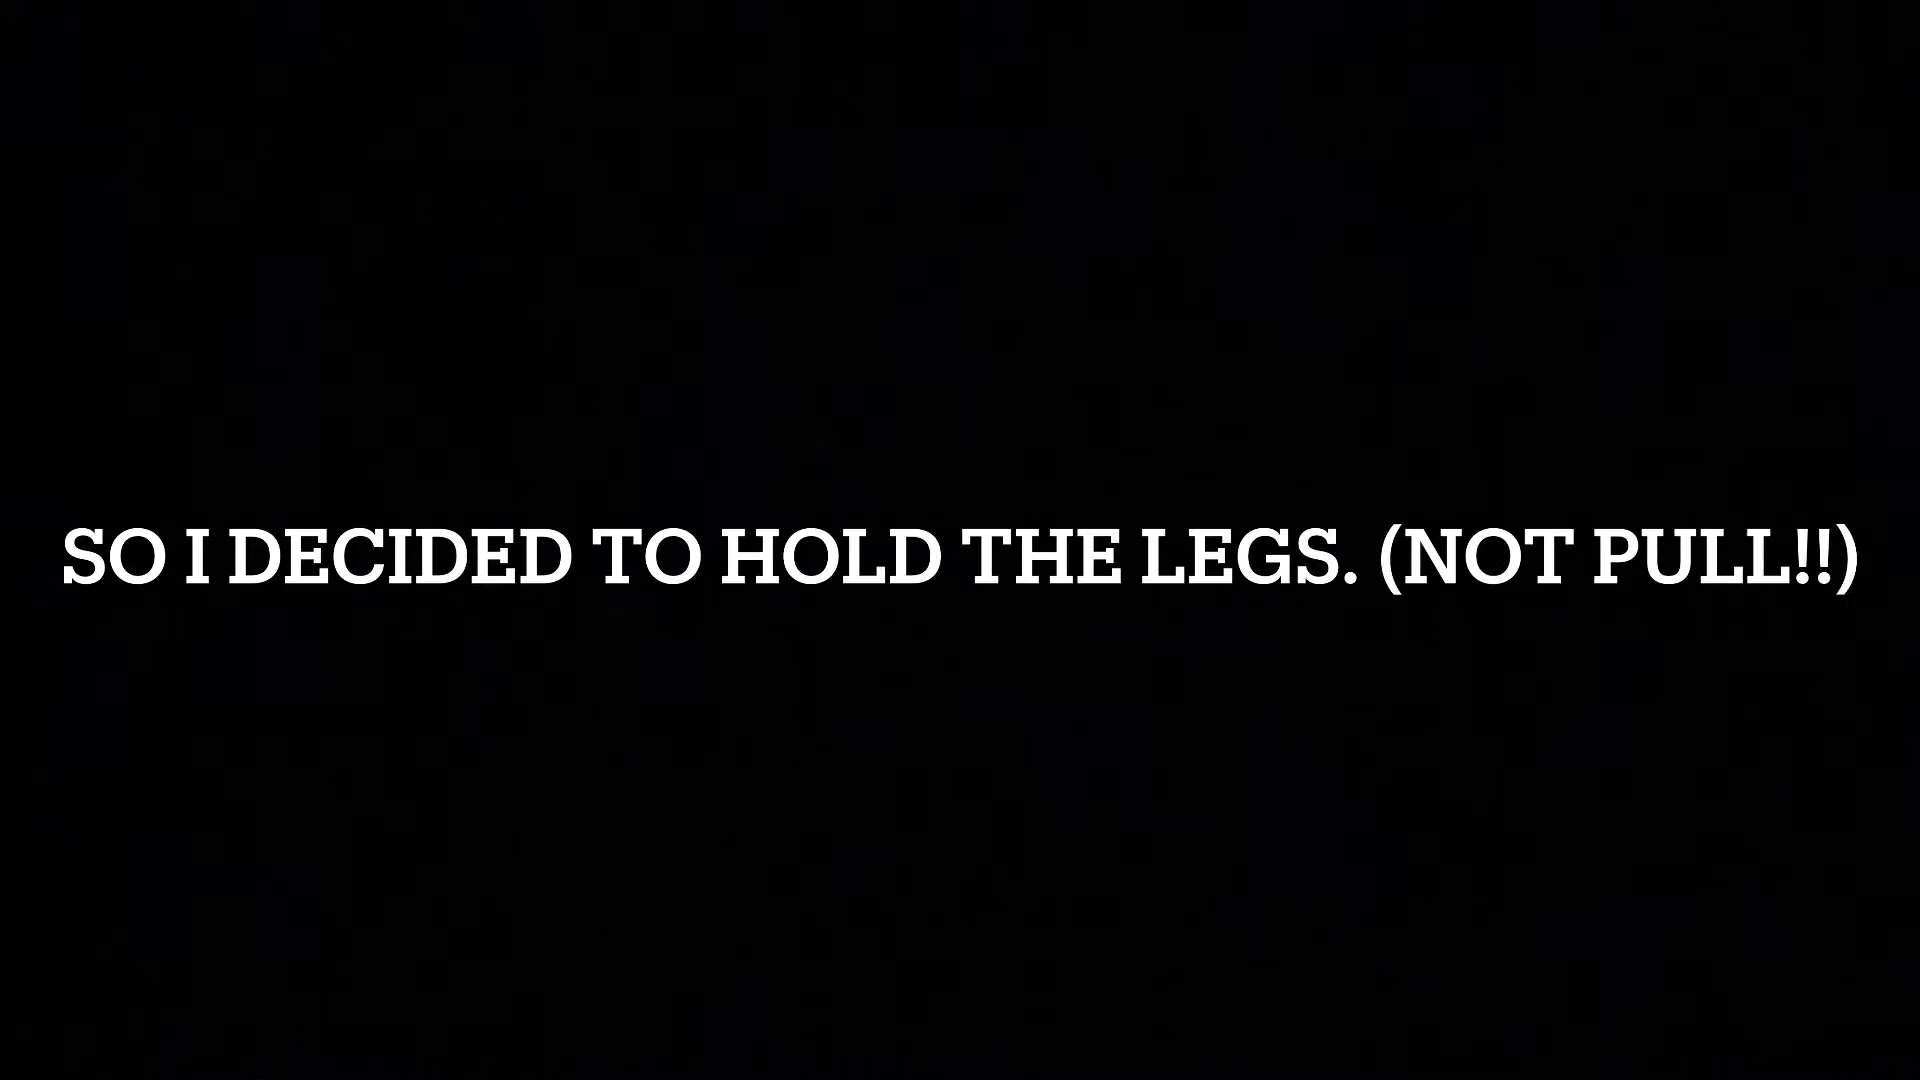 SO I DECIDED TO HOLD THE LEGS. (NOT PULL!!)